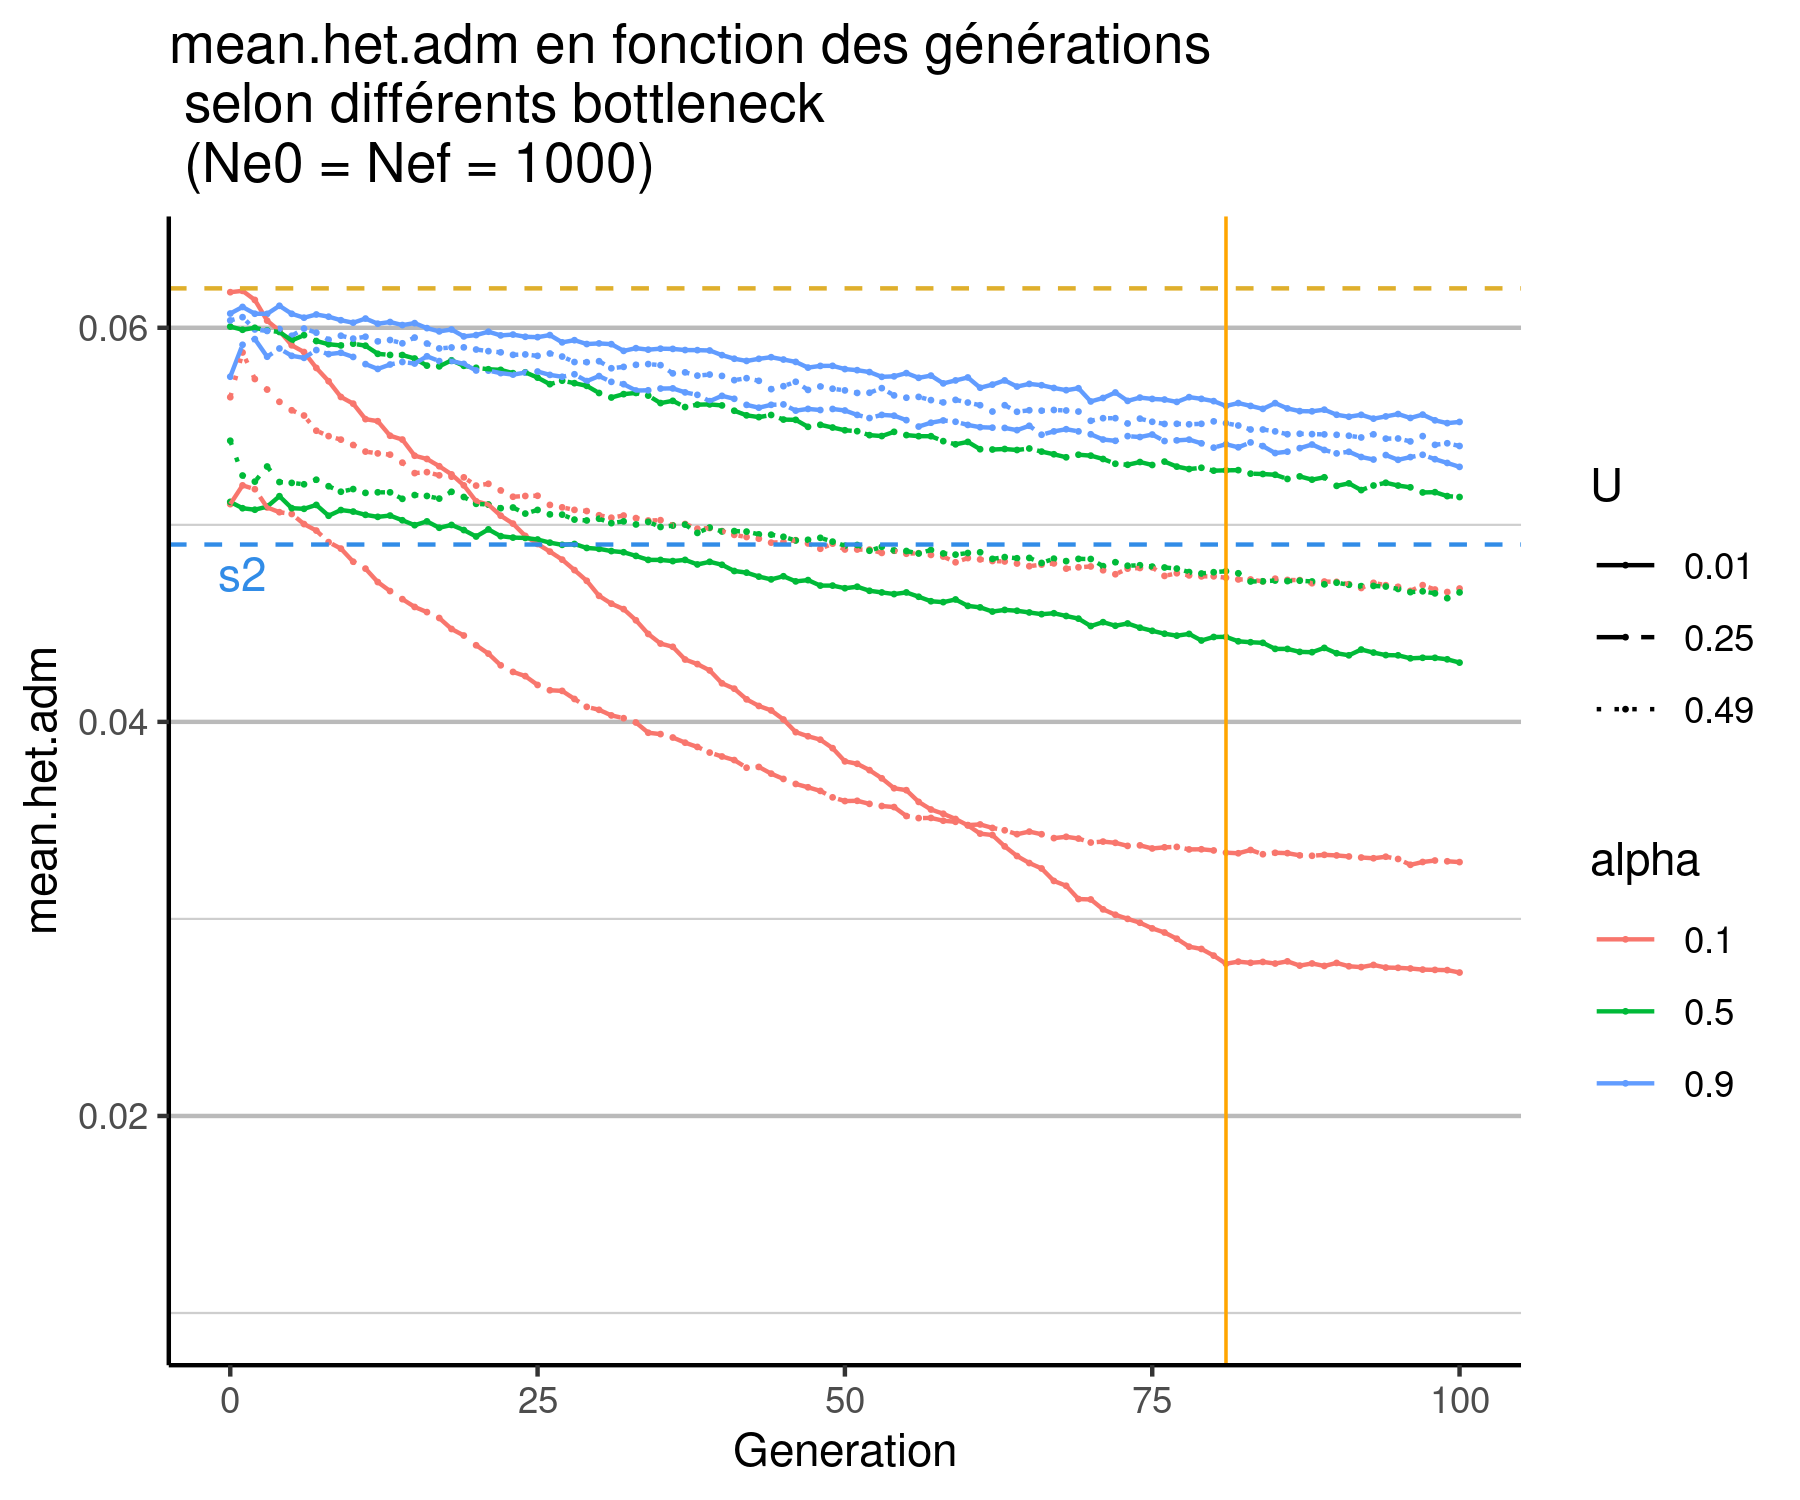 mean.het.adm en fonction des générations
selon différents bottleneck
(Ne0 = Nef = 1000)
mean.het.adm
0.06
0.04
0.02
s2
0
25
50
75
100
Generation
U
0.01
0.25
0.49
alpha
0.1
0.5
0.9